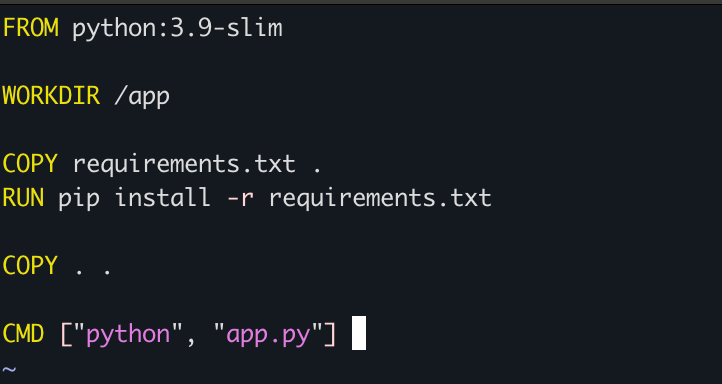 FROM python:3.9-slim
WORKDIR /app
COPY requirements.txt .
RUN pip install -r requirements.txt
COPY . .
CMD ["python", "app.py"]
~